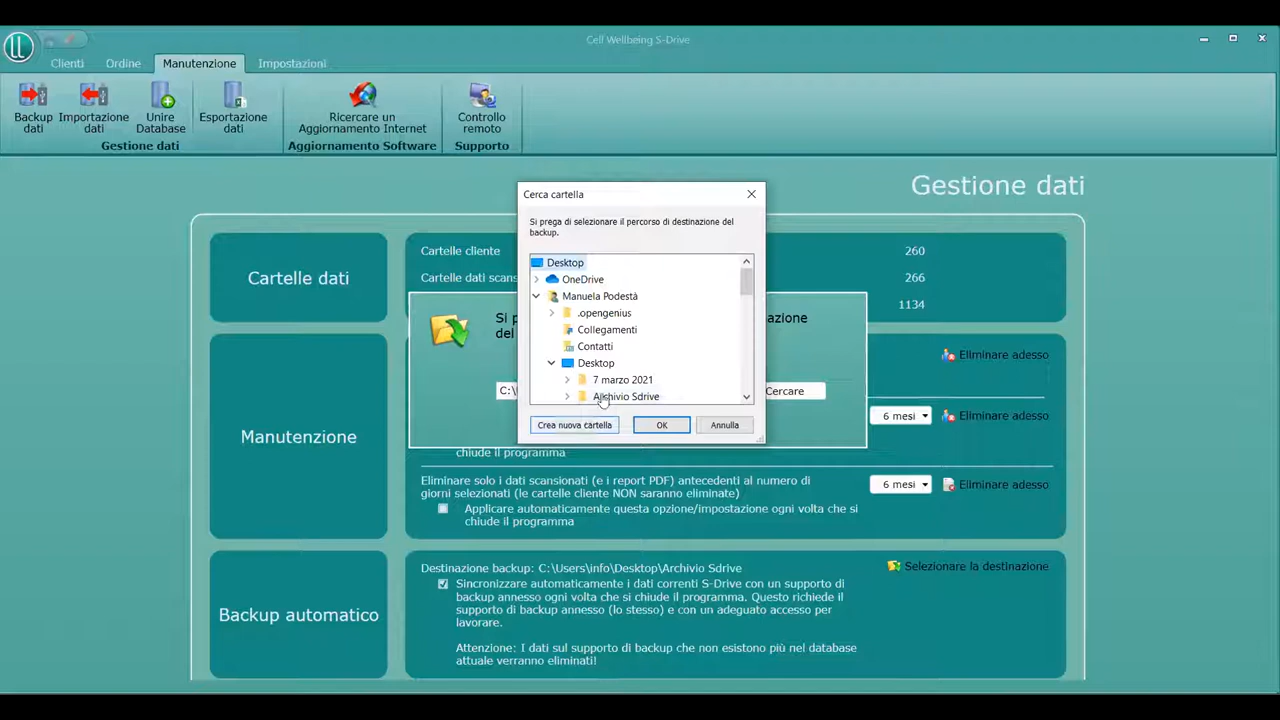 Cell Wellbeing S-Drive
Clienti
Ordine
Manutenzione
Impostazioni
Backup dati
Importazione dati
Unire Database
Esportazione dati
Ricercare un Aggiornamento Internet
Controllo remoto
Gestione dati
Aggiornamento Software
Supporto
Gestione dati
Cerca cartella
Si prega di selezionare il percorso di destinazione del
backup.
Desktop
OneDrive
Manuela Podestà
.opengenius
Collegamenti
Contatti
Desktop
7 marzo 2021
Archivio Sdrive
Crea nuova cartella
OK
Annulla
Cartelle dati
Cartelle cliente
260
Cartelle dati scans
266
1134
Si p
azione
del
C:\
Cercare
Manutenzione
Eliminare adesso
6 mesi
Eliminare adesso
chiude il programma
Eliminare solo i dati scansionati (e i report PDF) antecedenti al numero di
giorni selezionati (le cartelle cliente NON saranno eliminate)
6 mesi
Eliminare adesso
Applicare automaticamente questa opzione/impostazione ogni volta che si
chiude il programma
Backup automatico
Destinazione backup: C:\Users\info\Desktop\Archivio Sdrive
Selezionare la destinazione
Sincronizzare automaticamente i dati correnti S-Drive con un supporto di
backup annesso ogni volta che si chiude il programma. Questo richiede il
supporto di backup annesso (lo stesso) e con un adeguato accesso per
lavorare.
Attenzione: I dati sul supporto di backup che non esistono più nel database
attuale verranno eliminati!